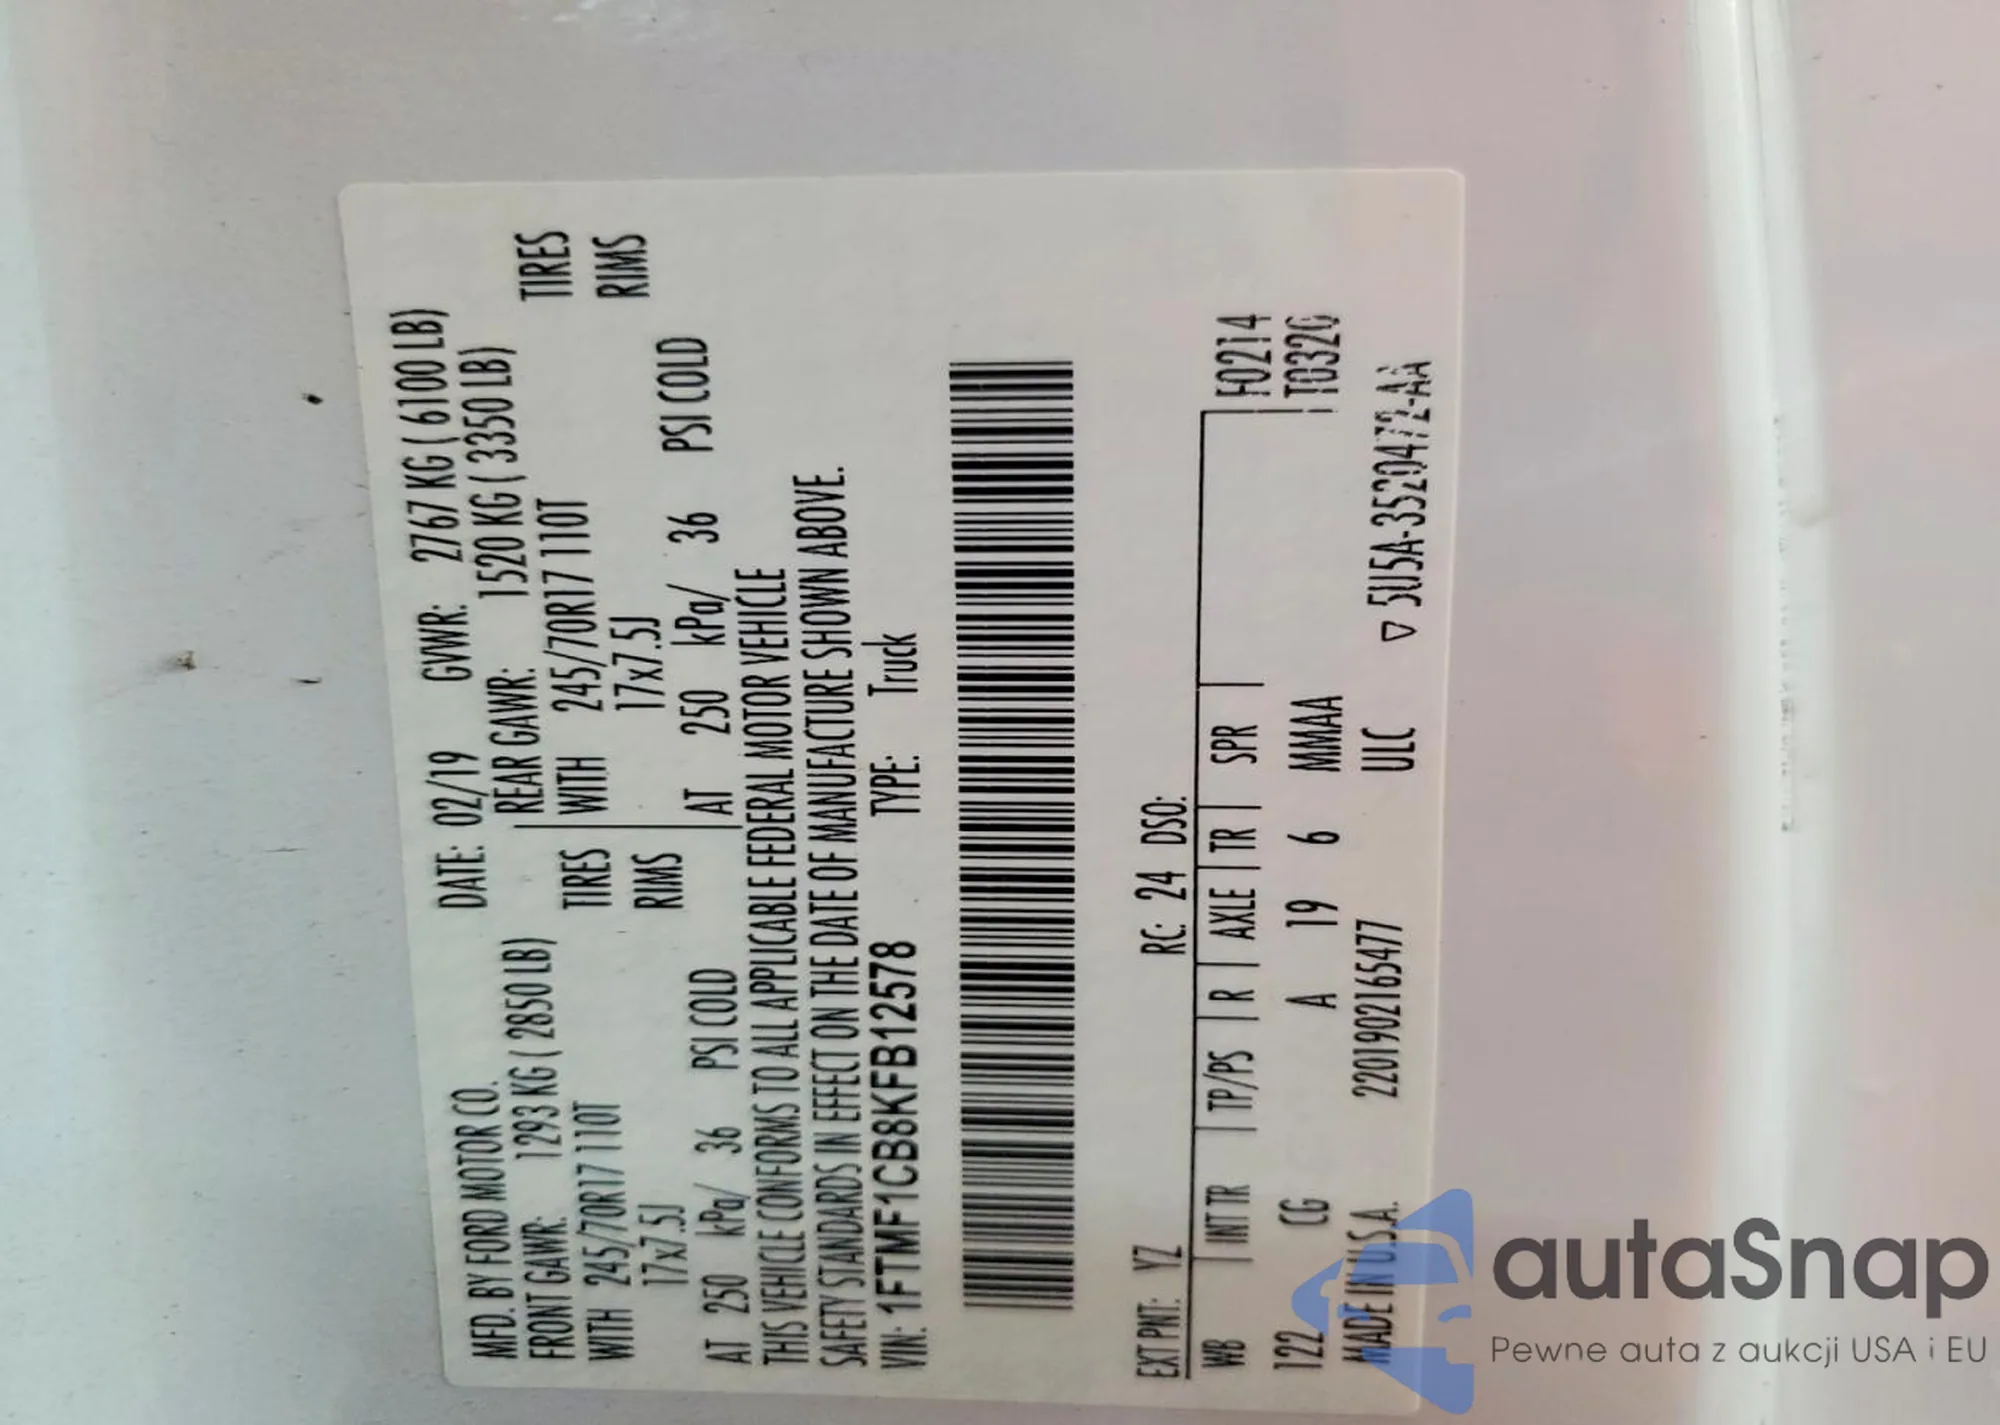 MFD. BY FORD MOTOR CO.
DATE: 02/19 GVWR: 2767 KG ( 6100 LB)
FRONT GAWR: 1293 KG ( 2850 LB) REAR GAWR: 1520 KG ( 3350 LB)
WITH 245/70R17 110T TIRES WITH 245/70R17 110T TIRES
17x7.5J RIMS 17x7.5J RIMS
AT 250 kPa/ 36 PSI COLD AT 250 kPa/ 36 PSI COLD
THIS VEHICLE CONFORMS TO ALL APPLICABLE FEDERAL MOTOR VEHICLE
SAFETY STANDARDS IN EFFECT ON THE DATE OF MANUFACTURE SHOWN ABOVE.
VIN: 1FTMF1CB8KFB12578 TYPE: Truck
EXT PNT: YZ RC: 24 DSO:
WB INT TR TP/PS R AXLE TR SPR F0214
122 CG A 19 6 MMAA T0320
MADE IN U.S.A. 2201902165477 ULC ▽ 5U5A-3520472-AA
autaSnap
Pewne auta z aukcji USA i EU